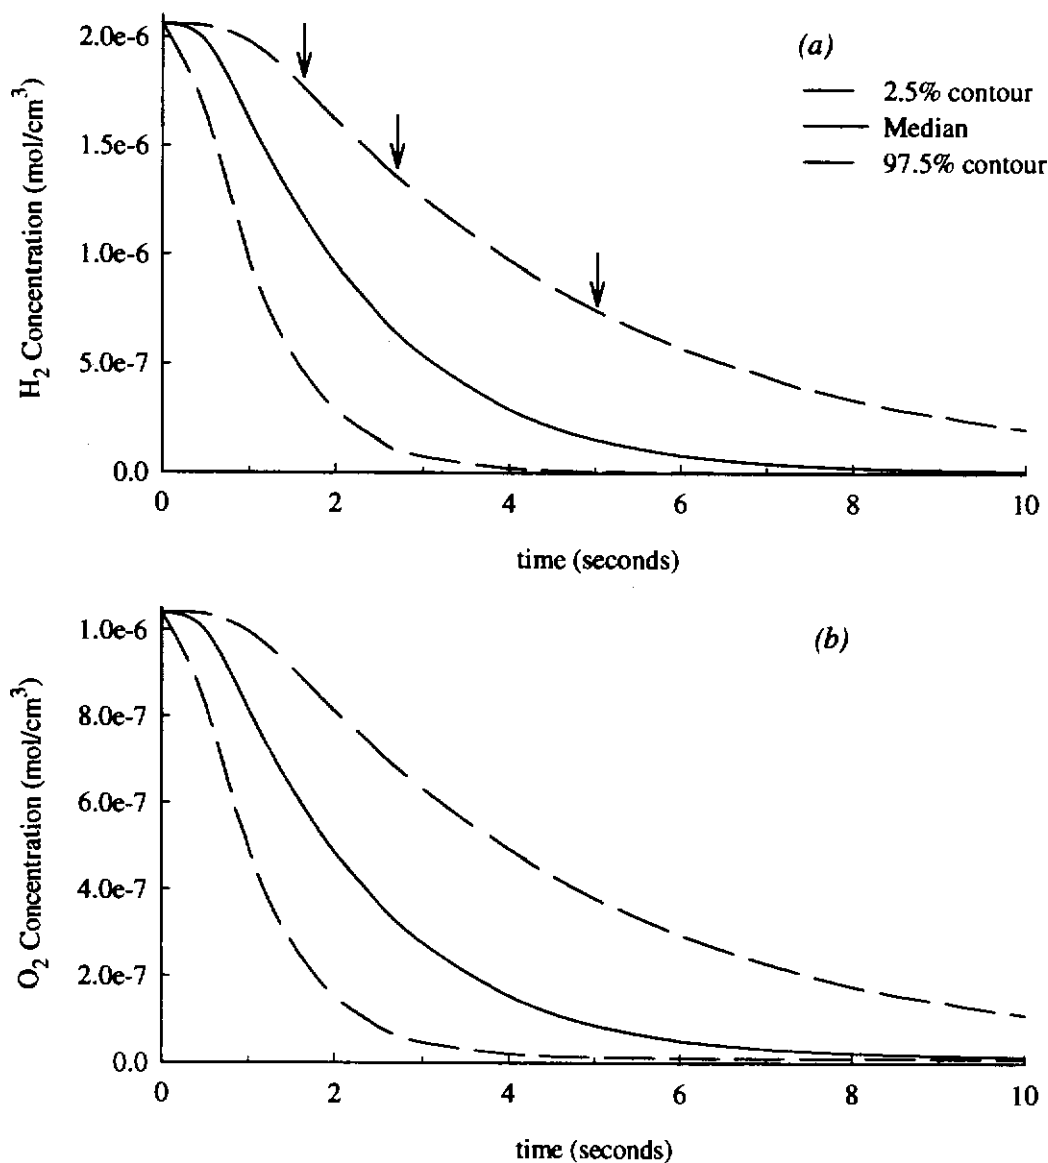 (a)
2.5% contour
Median
97.5% contour
H2 Concentration (mol/cm3)
2.0e-6
1.5e-6
1.0e-6
5.0e-7
0.0
0 2 4 6 8 10
time (seconds)
(b)
O2 Concentration (mol/cm3)
1.0e-6
8.0e-7
6.0e-7
4.0e-7
2.0e-7
0.0
0 2 4 6 8 10
time (seconds)